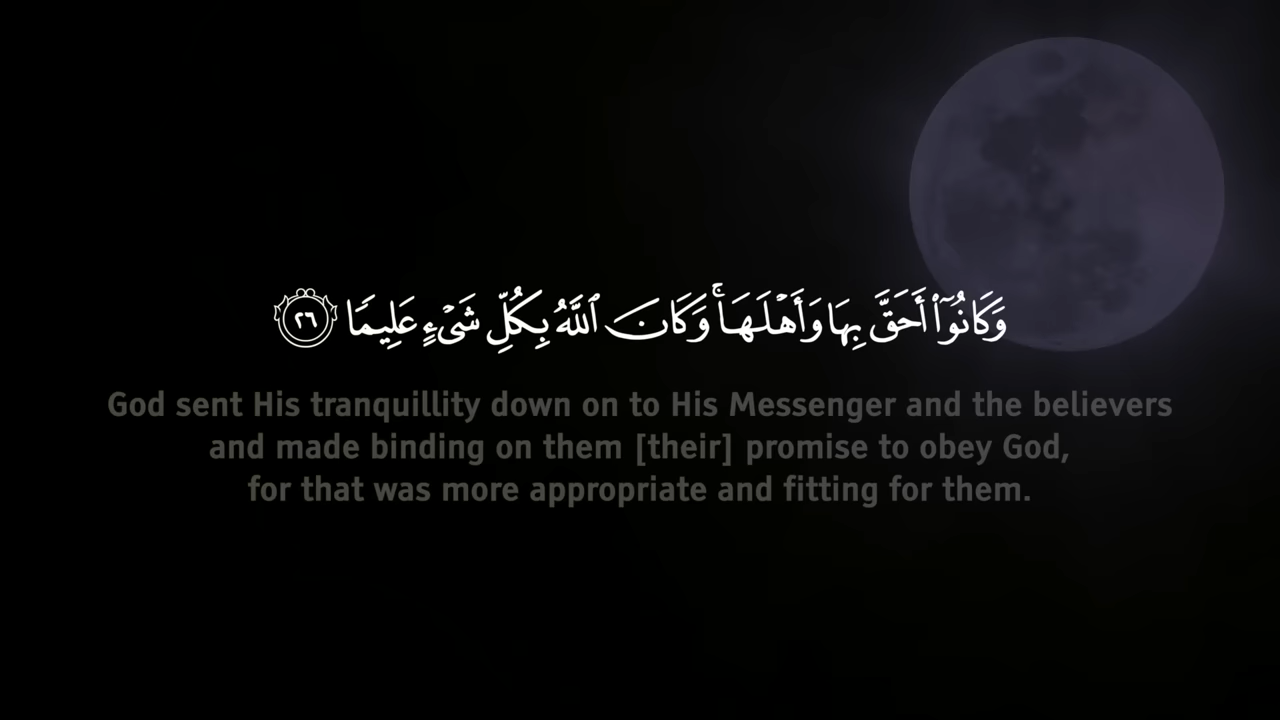 وَكَانُوٓا۟ أَحَقَّ بِهَا وَأَهْلَهَا ۚ وَكَانَ ٱللَّهُ بِكُلِّ شَىْءٍ عَلِيمًا ٢٦
God sent His tranquillity down on to His Messenger and the believers
and made binding on them [their] promise to obey God,
for that was more appropriate and fitting for them.